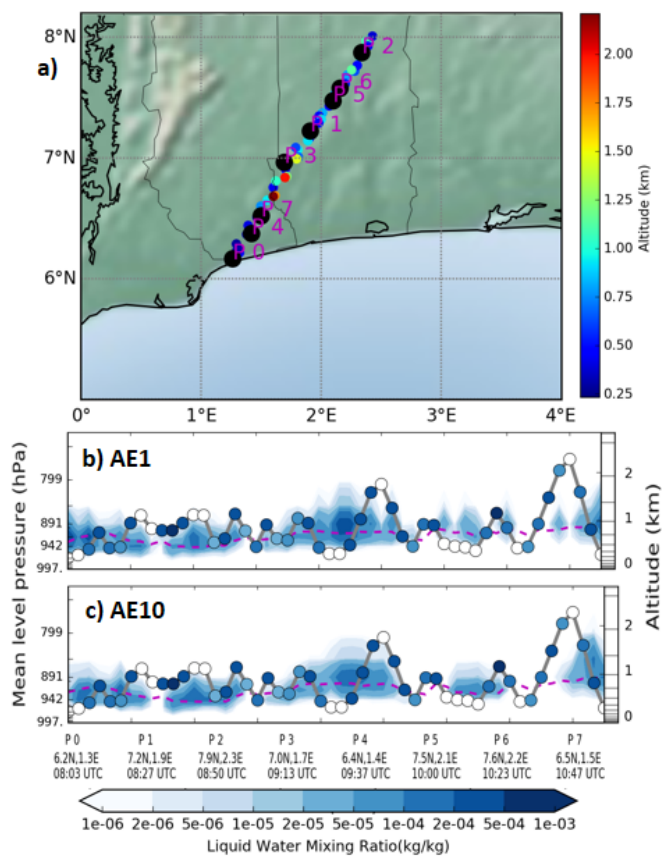 a)
8°N
7°N
6°N
0°
1°E
2°E
3°E
4°E
P 2
P 6
P 5
P 1
P 3
P 7
P 4
P 0
2.00
1.75
1.50
1.25
1.00
0.75
0.50
0.25
Altitude (km)
b) AE1
799
891
942
997.
2
1
0
c) AE10
799
891
942
997.
2
1
0
Mean level pressure (hPa)
Altitude (km)
P 0 P 1 P 2 P 3 P 4 P 5 P 6 P 7
6.2N,1.3E 7.2N,1.9E 7.9N,2.3E 7.0N,1.7E 6.4N,1.4E 7.5N,2.1E 7.6N,2.2E 6.5N,1.5E
08:03 UTC 08:27 UTC 08:50 UTC 09:13 UTC 09:37 UTC 10:00 UTC 10:23 UTC 10:47 UTC
1e-06 2e-06 5e-06 1e-05 2e-05 5e-05 1e-04 2e-04 5e-04 1e-03
Liquid Water Mixing Ratio(kg/kg)